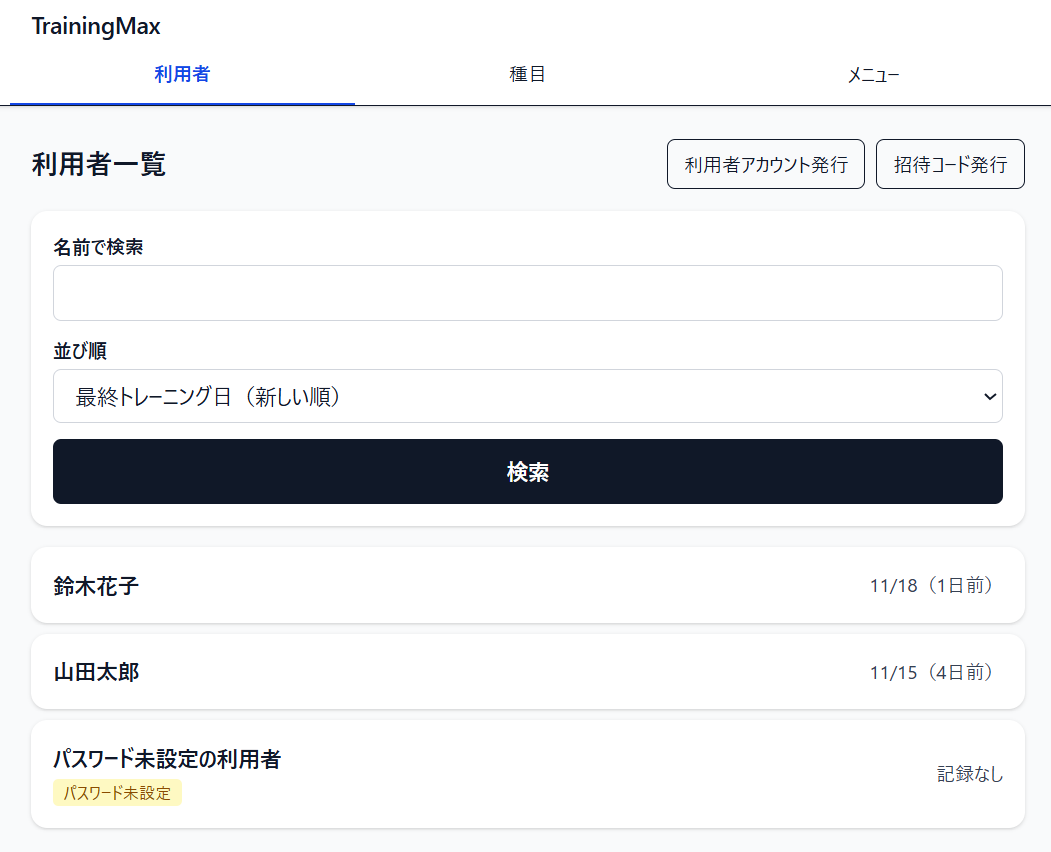 TrainingMax
利用者
種目
メニュー
利用者一覧
利用者アカウント発行
招待コード発行
名前で検索
並び順
最終トレーニング日（新しい順）
検索
鈴木花子
11/18（1日前）
山田太郎
11/15（4日前）
パスワード未設定の利用者
パスワード未設定
記録なし